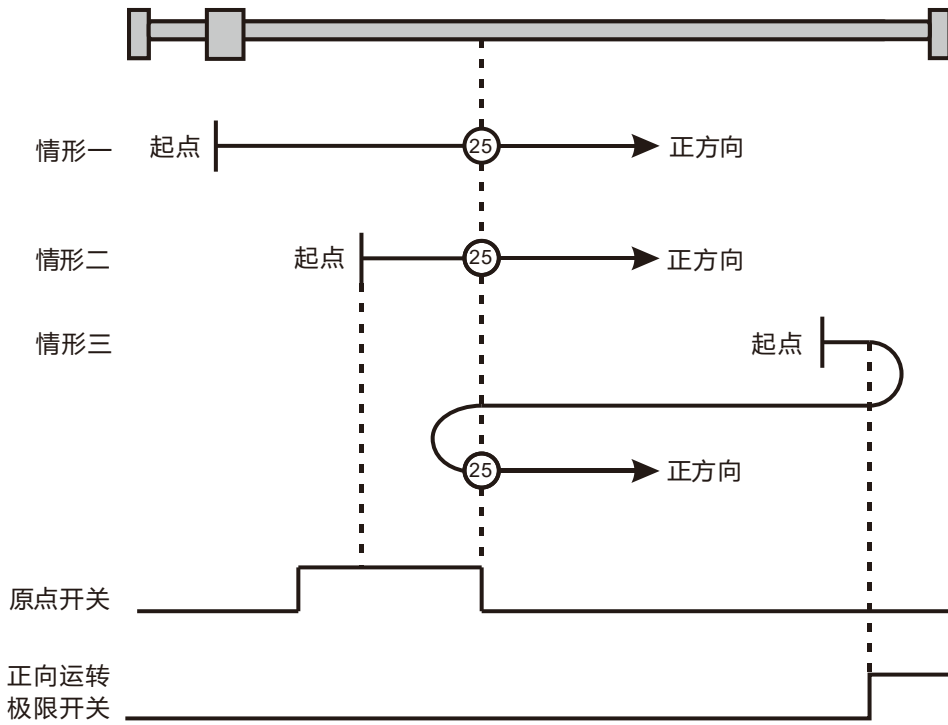 情形一 起点 25 正方向
情形二 起点 25 正方向
情形三 起点
25 正方向
原点开关
正向运转
极限开关